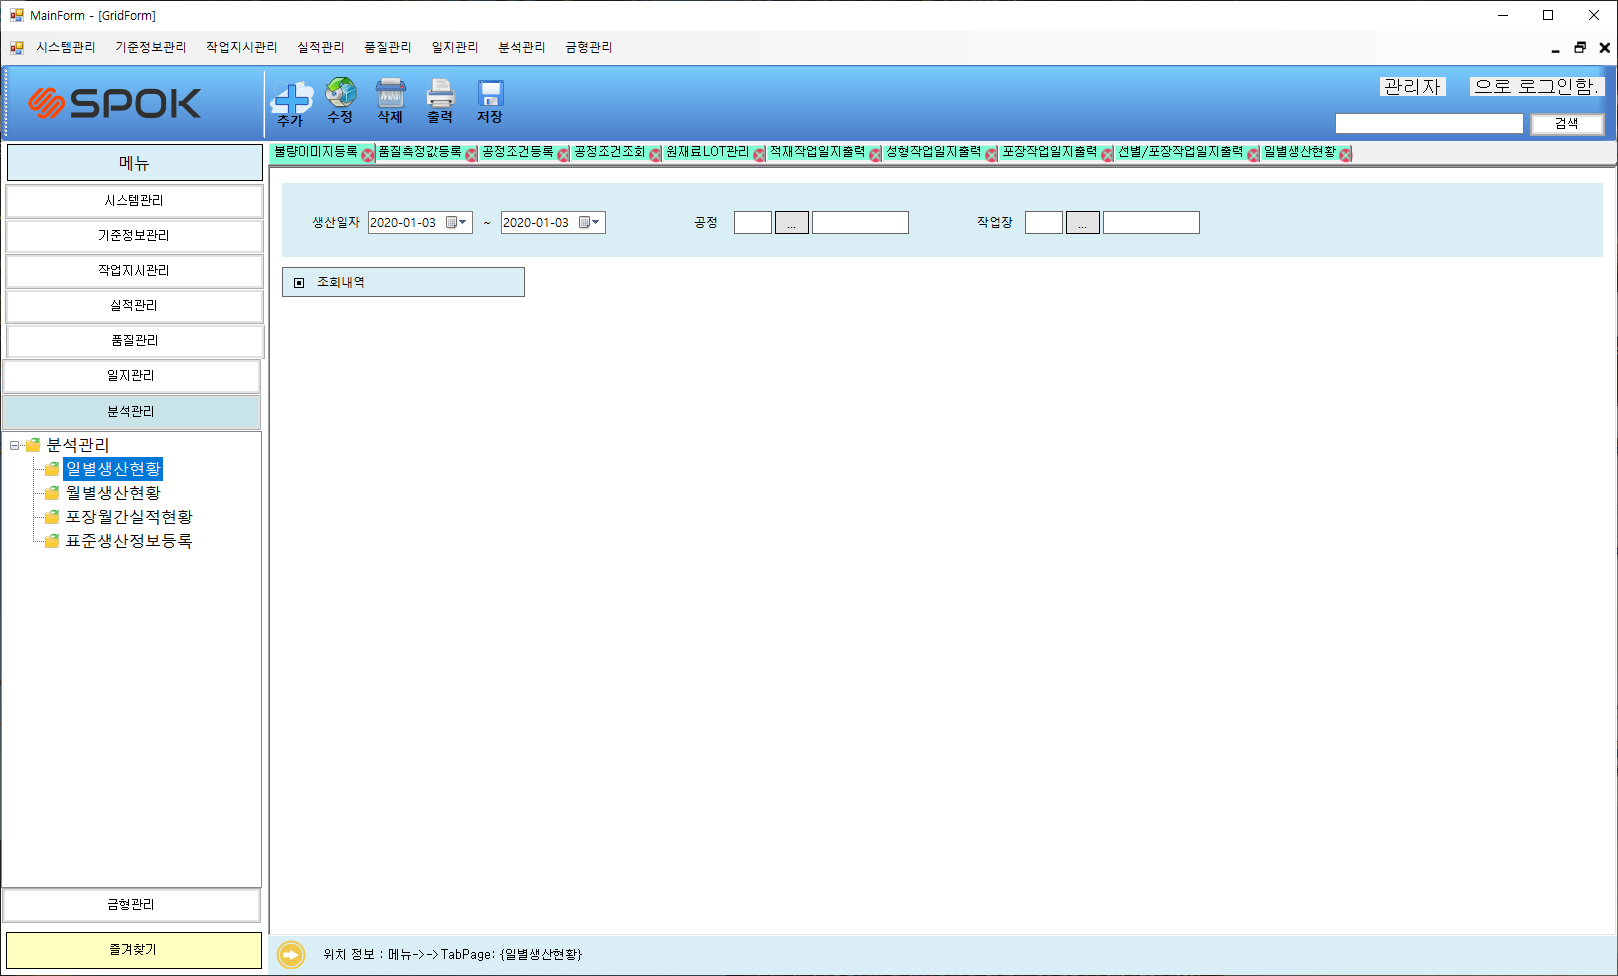 MainForm - [GridForm]
시스템관리 기준정보관리 작업지시관리 실적관리 품질관리 일지관리 분석관리 금형관리
SPOK
추가 수정 삭제 출력 저장
관리자 으로 로그인함.
검색
메뉴
불량이미지등록 품질측정값등록 공정조건등록 공정조건조회 원재료LOT관리 적재작업일지출력 성형작업일지출력 포장작업일지출력 선별/포장작업일지출력 일별생산현황
시스템관리
기준정보관리
작업지시관리
실적관리
품질관리
일지관리
분석관리
분석관리
일별생산현황
월별생산현황
포장월간실적현황
표준생산정보등록
금형관리
즐겨찾기
생산일자 2020-01-03 ~ 2020-01-03 공정 ... 작업장 ...
조회내역
위치 정보 : 메뉴->->TabPage: {일별생산현황}